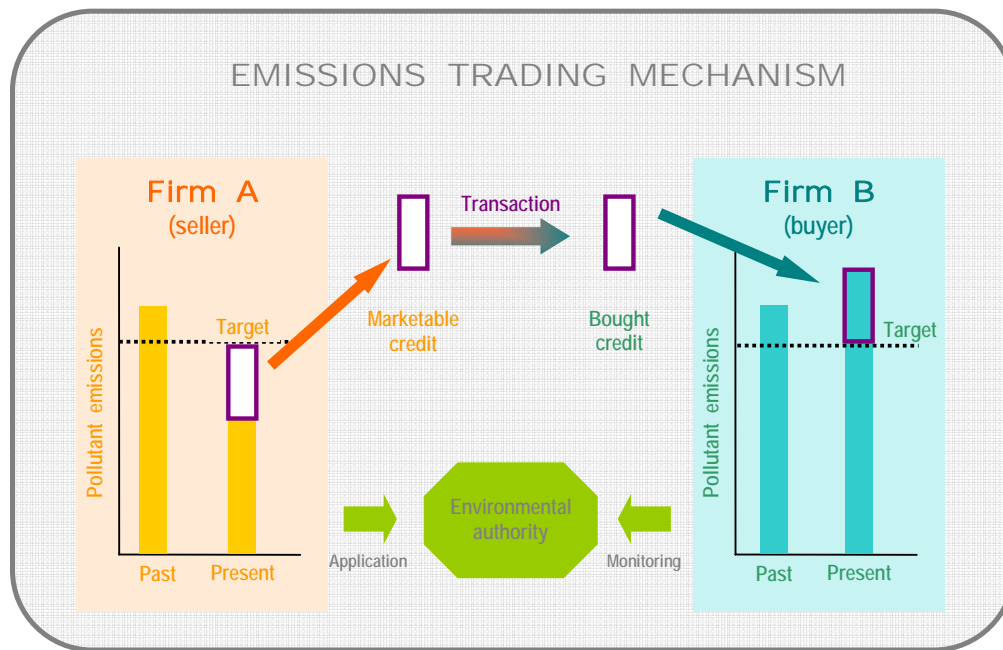 EMISSIONS TRADING MECHANISM
Firm A
(seller)
Pollutant emissions
Target
Past
Present
Transaction
Marketable
credit
Bought
credit
Application
Environmental
authority
Monitoring
Firm B
(buyer)
Pollutant emissions
Target
Past
Present